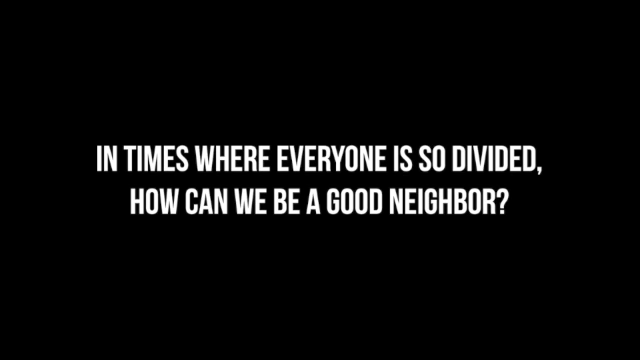 IN TIMES WHERE EVERYONE IS SO DIVIDED,
HOW CAN WE BE A GOOD NEIGHBOR?